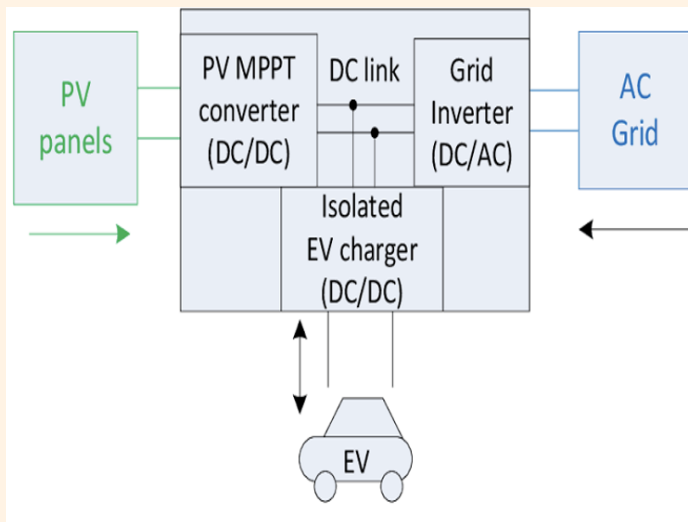 PV
panels
PV MPPT
converter
(DC/DC)
DC link
Grid
Inverter
(DC/AC)
AC
Grid
Isolated
EV charger
(DC/DC)
EV